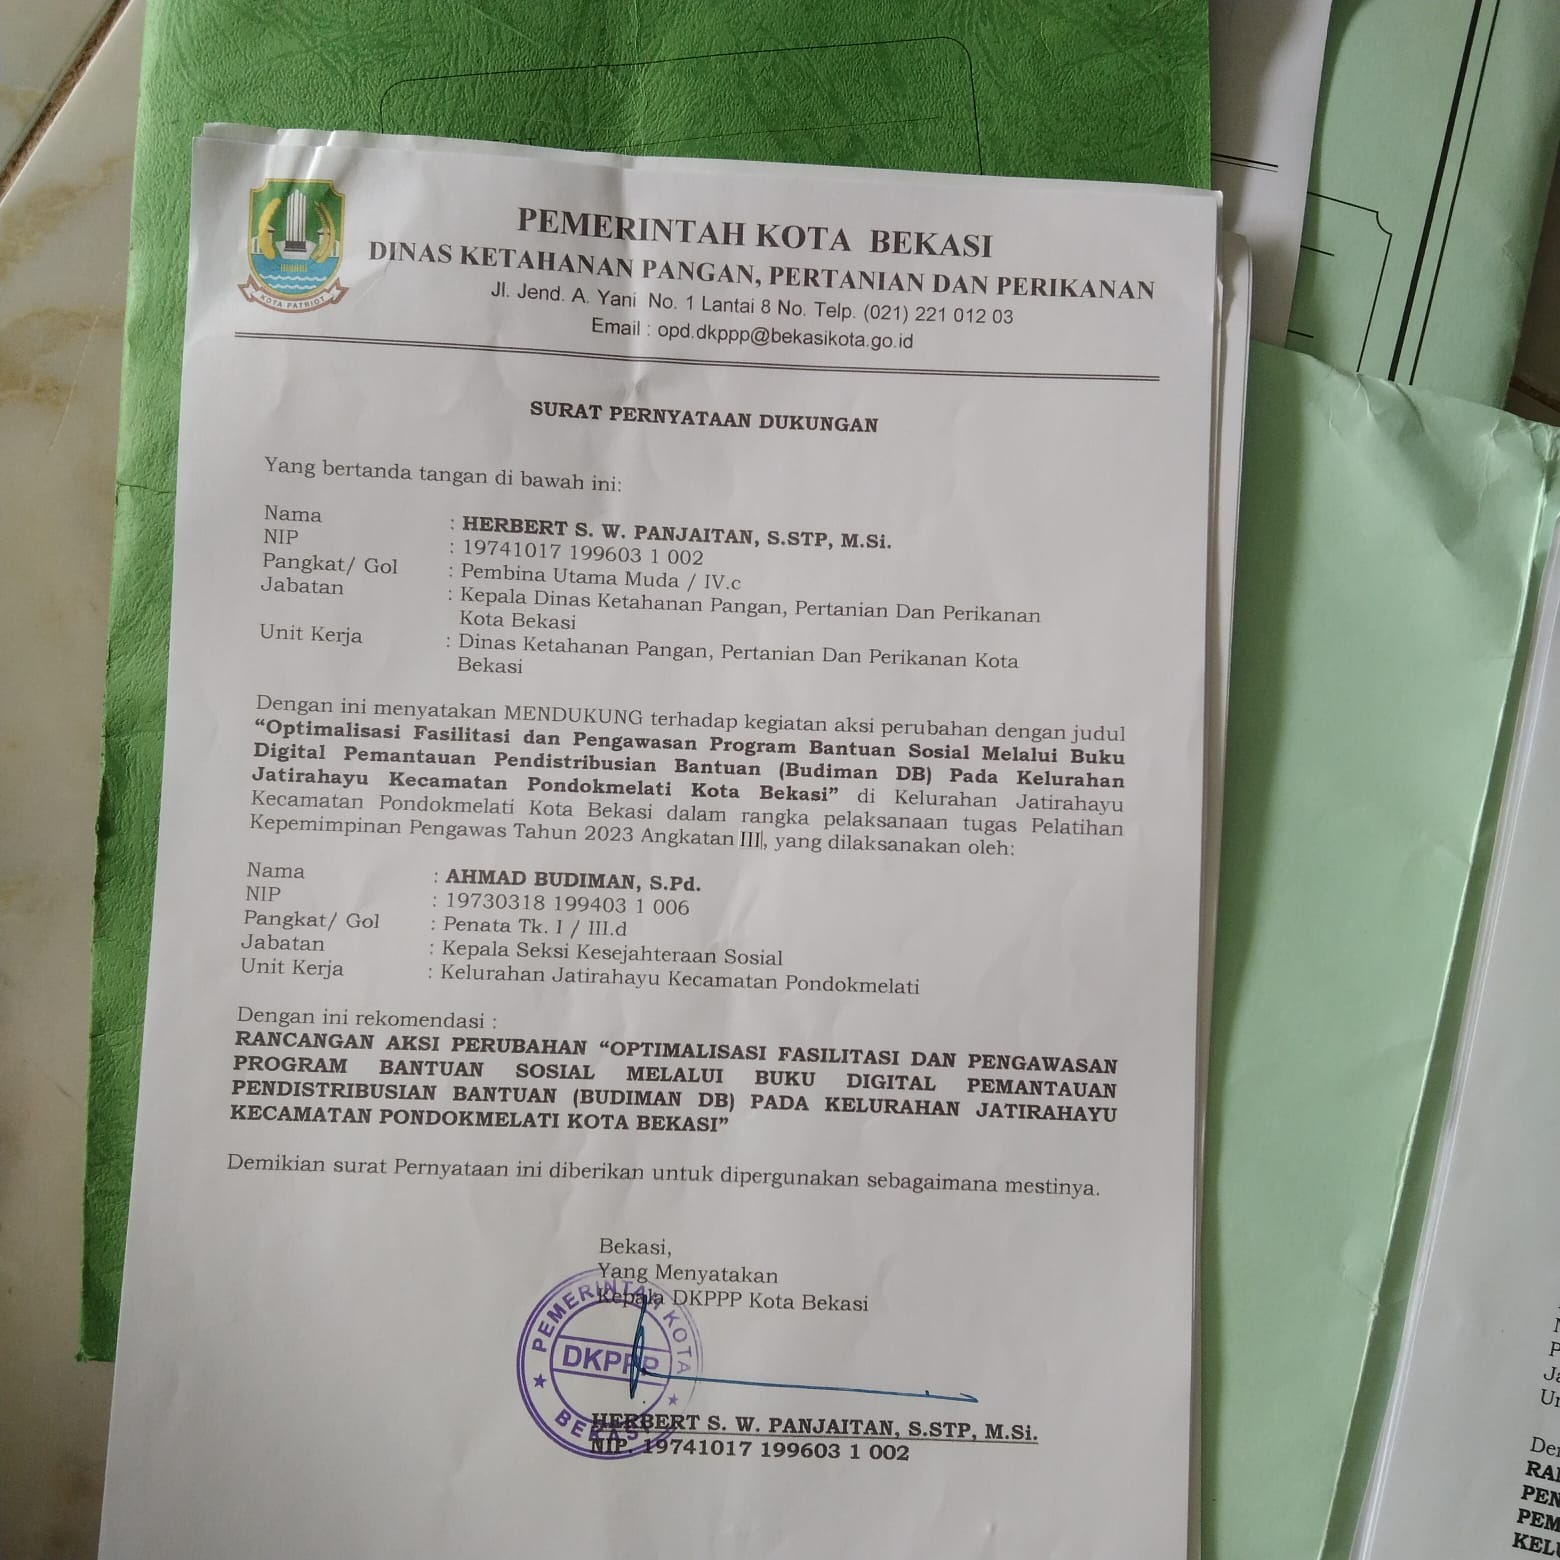 KOTA PATRIOT
PEMERINTAH KOTA BEKASI
DINAS KETAHANAN PANGAN, PERTANIAN DAN PERIKANAN
Jl. Jend. A. Yani No. 1 Lantai 8 No. Telp. (021) 221 012 03
Email : opd.dkppp@bekasikota.go.id
SURAT PERNYATAAN DUKUNGAN
Yang bertanda tangan di bawah ini:
Nama : HERBERT S. W. PANJAITAN, S.STP, M.Si.
NIP : 19741017 199603 1 002
Pangkat/ Gol : Pembina Utama Muda / IV.c
Jabatan : Kepala Dinas Ketahanan Pangan, Pertanian Dan Perikanan
Kota Bekasi
Unit Kerja : Dinas Ketahanan Pangan, Pertanian Dan Perikanan Kota
Bekasi
Dengan ini menyatakan MENDUKUNG terhadap kegiatan aksi perubahan dengan judul
“Optimalisasi Fasilitasi dan Pengawasan Program Bantuan Sosial Melalui Buku
Digital Pemantauan Pendistribusian Bantuan (Budiman DB) Pada Kelurahan
Jatirahayu Kecamatan Pondokmelati Kota Bekasi” di Kelurahan Jatirahayu
Kecamatan Pondokmelati Kota Bekasi dalam rangka pelaksanaan tugas Pelatihan
Kepemimpinan Pengawas Tahun 2023 Angkatan III, yang dilaksanakan oleh:
Nama : AHMAD BUDIMAN, S.Pd.
NIP : 19730318 199403 1 006
Pangkat/ Gol : Penata Tk. I / III.d
Jabatan : Kepala Seksi Kesejahteraan Sosial
Unit Kerja : Kelurahan Jatirahayu Kecamatan Pondokmelati
Dengan ini rekomendasi :
RANCANGAN AKSI PERUBAHAN “OPTIMALISASI FASILITASI DAN PENGAWASAN
PROGRAM BANTUAN SOSIAL MELALUI BUKU DIGITAL PEMANTAUAN
PENDISTRIBUSIAN BANTUAN (BUDIMAN DB) PADA KELURAHAN JATIRAHAYU
KECAMATAN PONDOKMELATI KOTA BEKASI”
Demikian surat Pernyataan ini diberikan untuk dipergunakan sebagaimana mestinya.
Bekasi,
Yang Menyatakan
Kepala DKPPP Kota Bekasi
PEMERINTAH KOTA
DKPPP
BEKASI
HERBERT S. W. PANJAITAN, S.STP, M.Si.
NIP. 19741017 199603 1 002